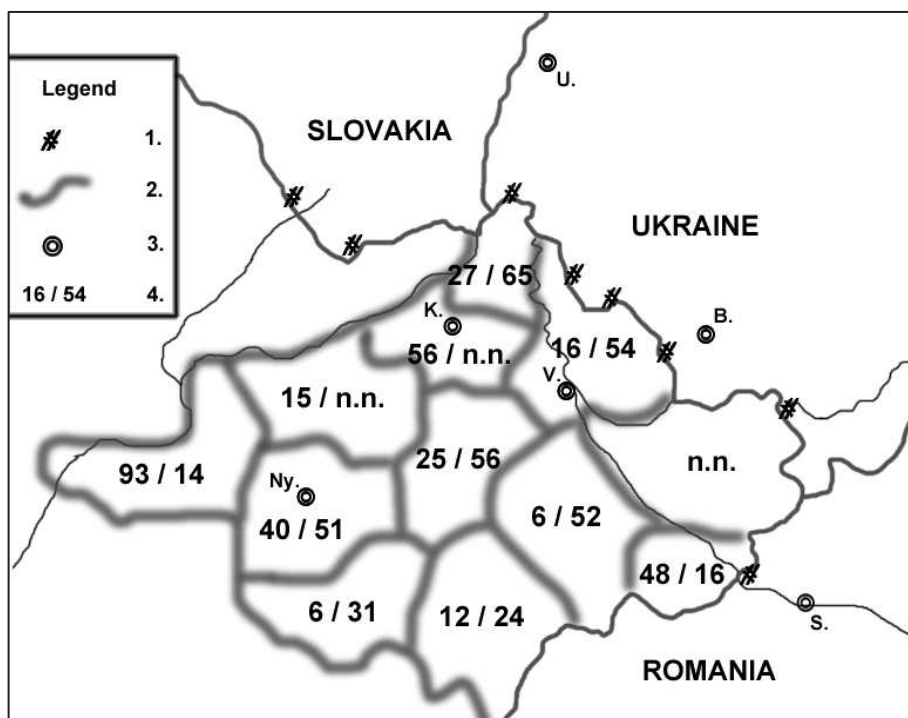 Legend
1.
2.
3.
16 / 54 4.
SLOVAKIA
U.
UKRAINE
27 / 65
K.
56 / n.n.
16 / 54
B.
V.
15 / n.n.
25 / 56
n.n.
93 / 14
Ny.
40 / 51
6 / 52
48 / 16
6 / 31
12 / 24
S.
ROMANIA